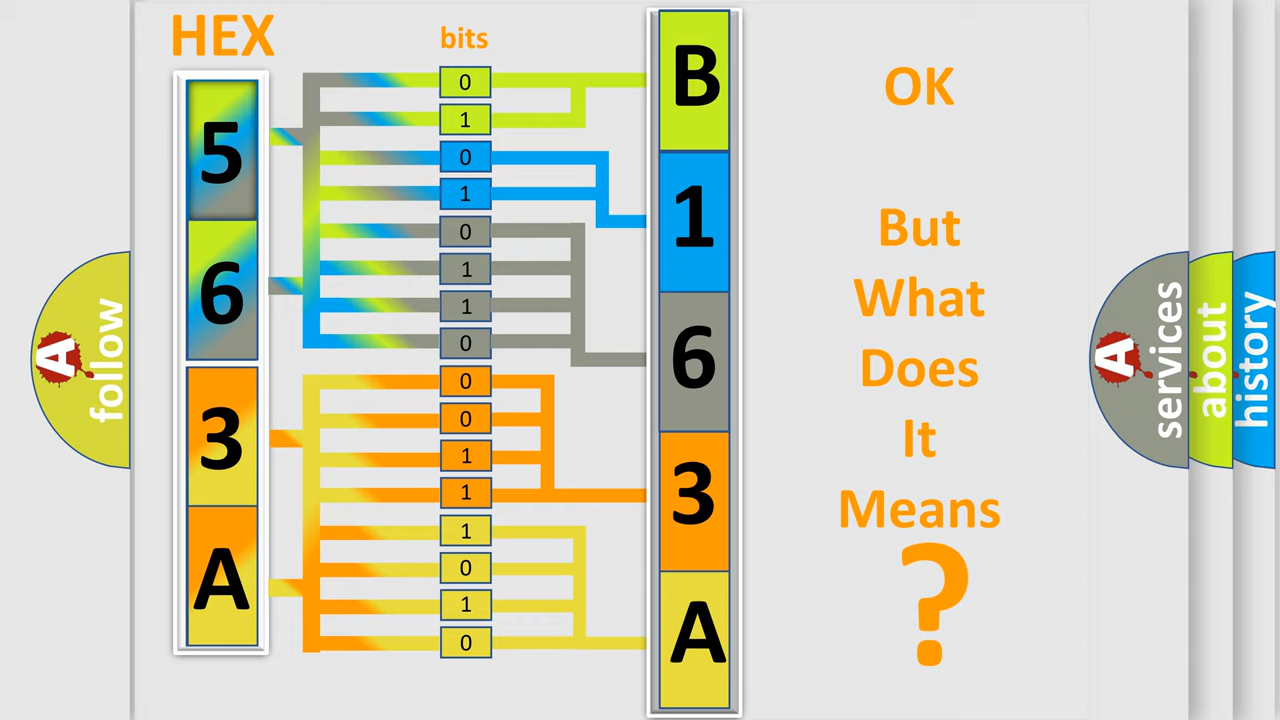 HEX
bits
5
6
3
A
0
1
0
1
0
1
1
0
0
0
1
1
1
0
1
0
B
1
6
3
A
OK
But
What
Does
It
Means
?
A
follow
A
services
about
history